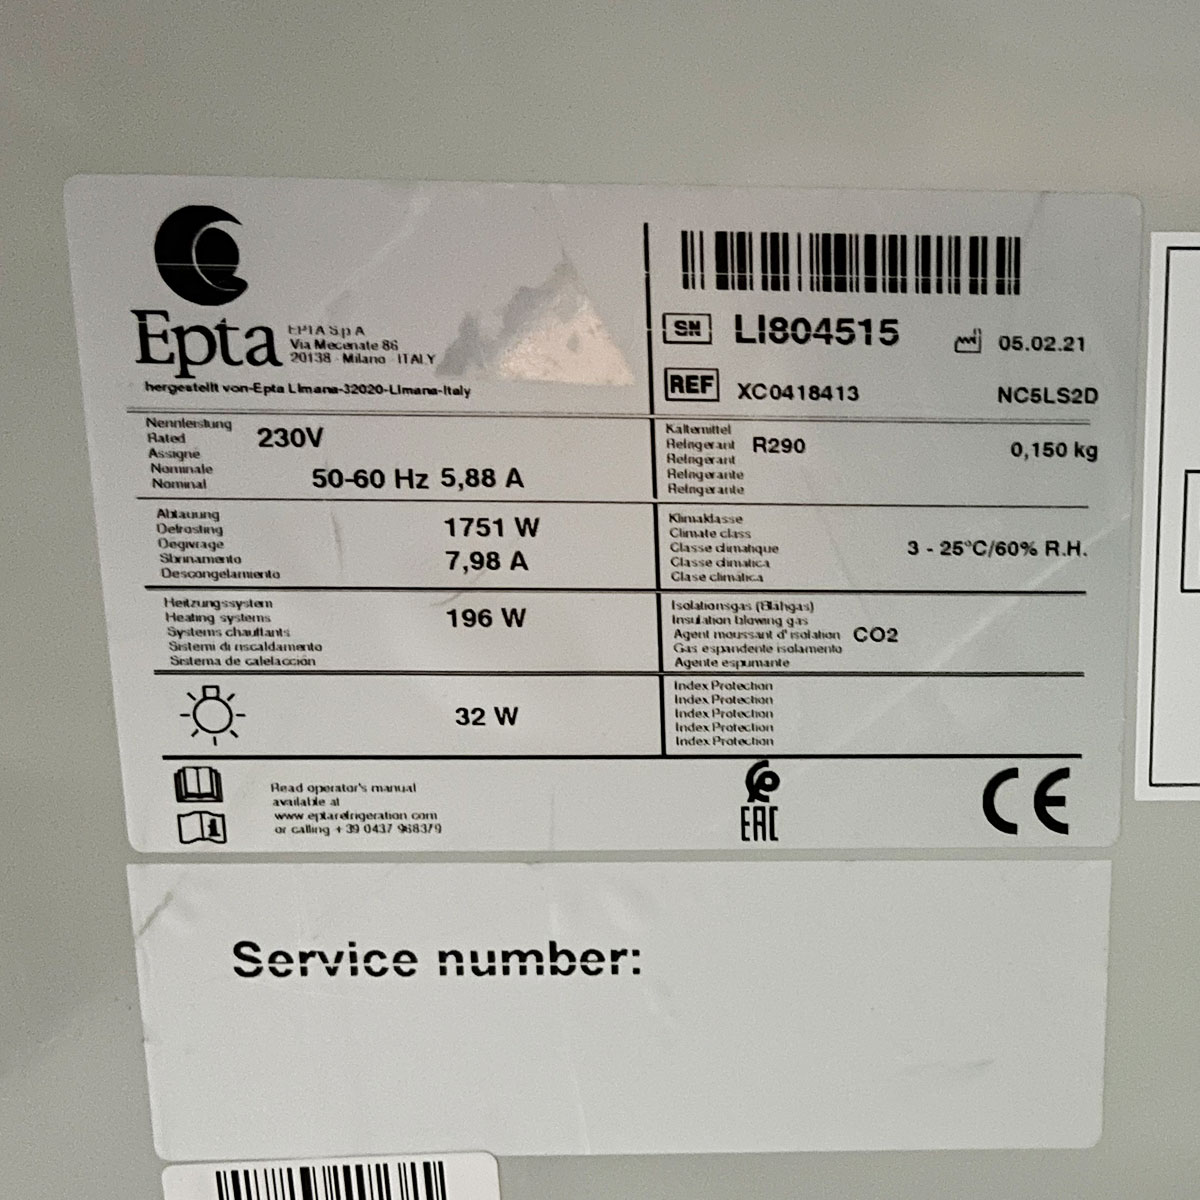 Epta
EPTA S.p.A
Via Mecenate 86
20138 - Milano - ITALY
hergestellt von-Epta LImana-32020-LImana-Italy
SN LI804515 05.02.21
REF XC0418413 NC5LS2D
Nennleistung
Rated
Assigné
Nominale
Nominal
230V
50-60 Hz 5,88 A
Kältemittel
Refrigerant
Refrigerant
Refrigerante
Refrigerante
R290
0,150 kg
Abtauung
Defrosting
Degivrage
Sbrinamento
Descongelamiento
1751 W
7,98 A
Klimaklasse
Climate class
Classe climatique
Classe climatica
Clase climática
3 - 25°C/60% R.H.
Heitzungssystem
Heating systems
Systems chauffants
Sistemi di riscaldamento
Sistema de calefacción
196 W
Isolationsgas (Blähgas)
Insulation blowing gas
Agent moussant d' isolation
Gas espandente isolamento
Agente espumante
CO2
32 W
Index Protection
Index Protection
Index Protection
Index Protection
Index Protection
Read operator's manual
available at
www.eptarefrigeration.com
or calling + 39 0437 968379
EAC
CE
Service number: